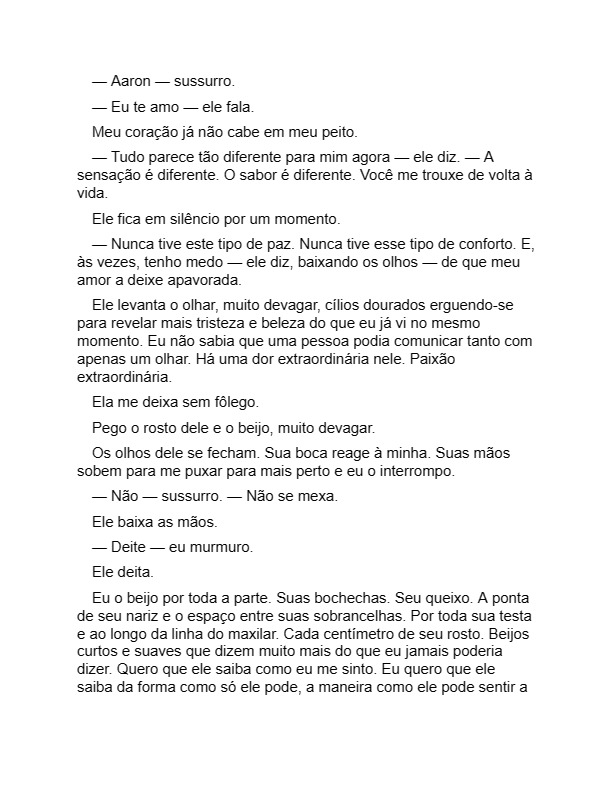 — Aaron — sussurro.
— Eu te amo — ele fala.
Meu coração já não cabe em meu peito.
— Tudo parece tão diferente para mim agora — ele diz. — A
sensação é diferente. O sabor é diferente. Você me trouxe de volta à
vida.
Ele fica em silêncio por um momento.
— Nunca tive este tipo de paz. Nunca tive esse tipo de conforto. E,
às vezes, tenho medo — ele diz, baixando os olhos — de que meu
amor a deixe apavorada.
Ele levanta o olhar, muito devagar, cílios dourados erguendo-se
para revelar mais tristeza e beleza do que eu já vi no mesmo
momento. Eu não sabia que uma pessoa podia comunicar tanto com
apenas um olhar. Há uma dor extraordinária nele. Paixão
extraordinária.
Ela me deixa sem fôlego.
Pego o rosto dele e o beijo, muito devagar.
Os olhos dele se fecham. Sua boca reage à minha. Suas mãos
sobem para me puxar para mais perto e eu o interrompo.
— Não — sussurro. — Não se mexa.
Ele baixa as mãos.
— Deite — eu murmuro.
Ele deita.
Eu o beijo por toda a parte. Suas bochechas. Seu queixo. A ponta
de seu nariz e o espaço entre suas sobrancelhas. Por toda sua testa
e ao longo da linha do maxilar. Cada centímetro de seu rosto. Beijos
curtos e suaves que dizem muito mais do que eu jamais poderia
dizer. Quero que ele saiba como eu me sinto. Eu quero que ele
saiba da forma como só ele pode, a maneira como ele pode sentir a